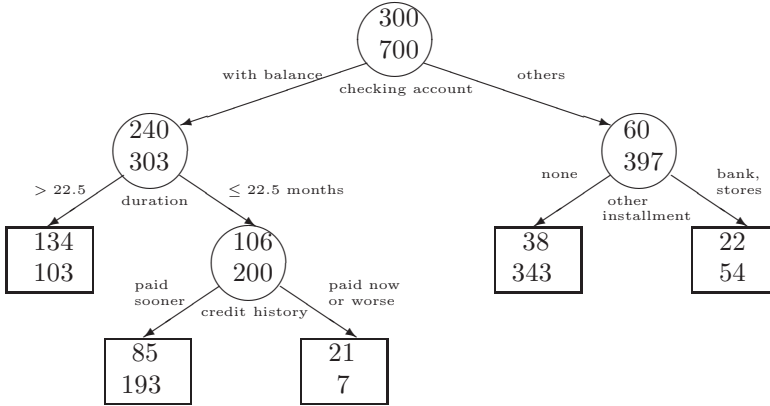 300
700
with balance
others
checking account
240
303
60
397
> 22.5
duration
≤ 22.5 months
none
other
installment
bank,
stores
134
103
106
200
38
343
22
54
paid
sooner
credit history
paid now
or worse
85
193
21
7